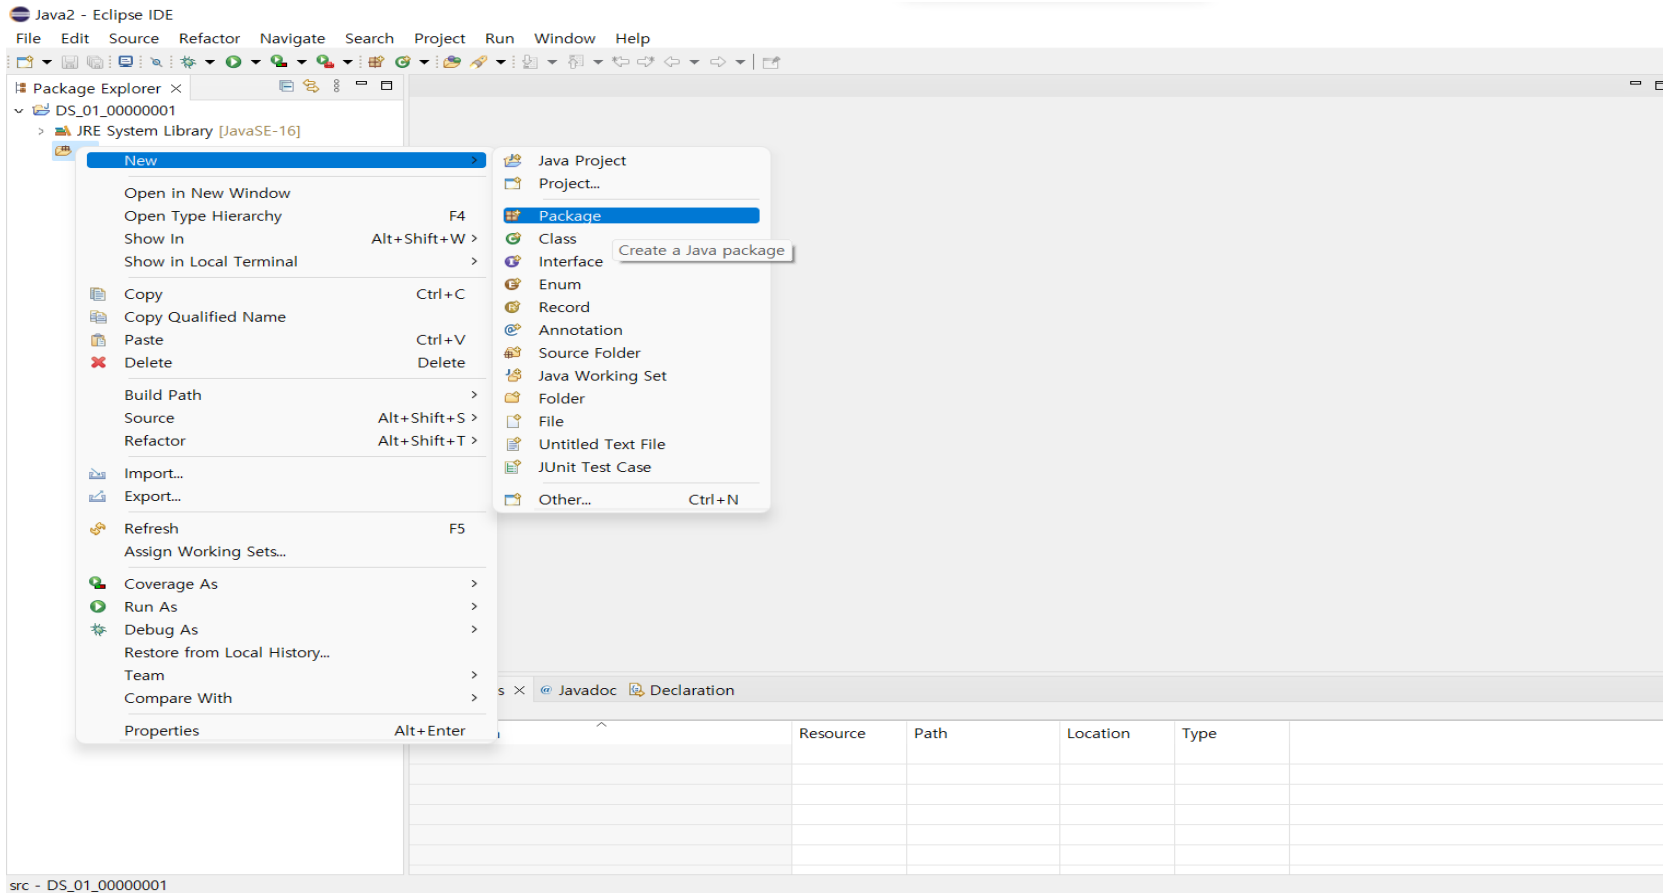 Java2 - Eclipse IDE
File Edit Source Refactor Navigate Search Project Run Window Help
Package Explorer
DS_01_00000001
JRE System Library [JavaSE-16]
New
Open in New Window
Open Type Hierarchy F4
Show In Alt+Shift+W >
Show in Local Terminal >
Copy Ctrl+C
Copy Qualified Name
Paste Ctrl+V
Delete Delete
Build Path >
Source Alt+Shift+S >
Refactor Alt+Shift+T >
Import...
Export...
Refresh F5
Assign Working Sets...
Coverage As >
Run As >
Debug As >
Restore from Local History...
Team >
Compare With >
Properties Alt+Enter
Java Project
Project...
Package
Class
Create a Java package
Interface
Enum
Record
Annotation
Source Folder
Java Working Set
Folder
File
Untitled Text File
JUnit Test Case
Other... Ctrl+N
s @ Javadoc Declaration
Resource Path Location Type
src - DS_01_00000001